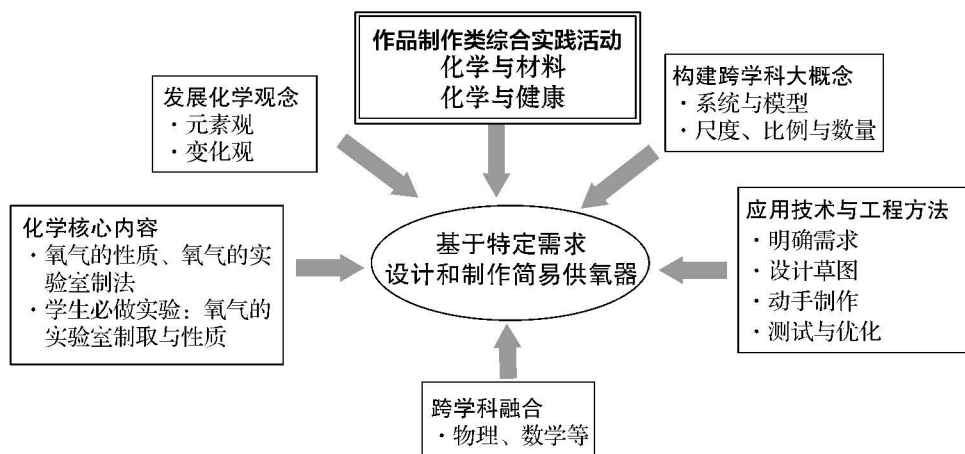 作品制作类综合实践活动
化学与材料
化学与健康
发展化学观念
· 元素观
· 变化观
构建跨学科大概念
· 系统与模型
· 尺度、比例与数量
化学核心内容
· 氧气的性质、氧气的实
验室制法
· 学生必做实验：氧气的
实验室制取与性质
基于特定需求
设计和制作简易供氧器
应用技术与工程方法
· 明确需求
· 设计草图
· 动手制作
· 测试与优化
跨学科融合
· 物理、数学等